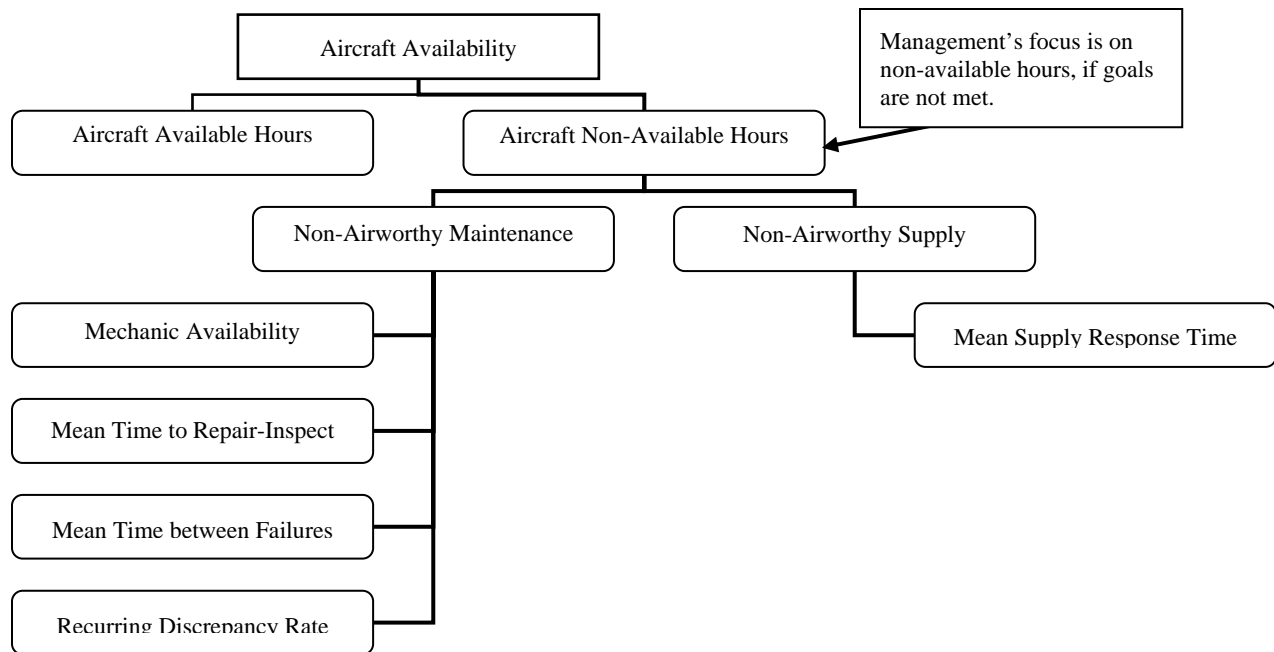 Aircraft Availability
Management’s focus is on
non-available hours, if goals
are not met.
Aircraft Available Hours
Aircraft Non-Available Hours
Non-Airworthy Maintenance
Non-Airworthy Supply
Mechanic Availability
Mean Supply Response Time
Mean Time to Repair-Inspect
Mean Time between Failures
Recurring Discrepancy Rate